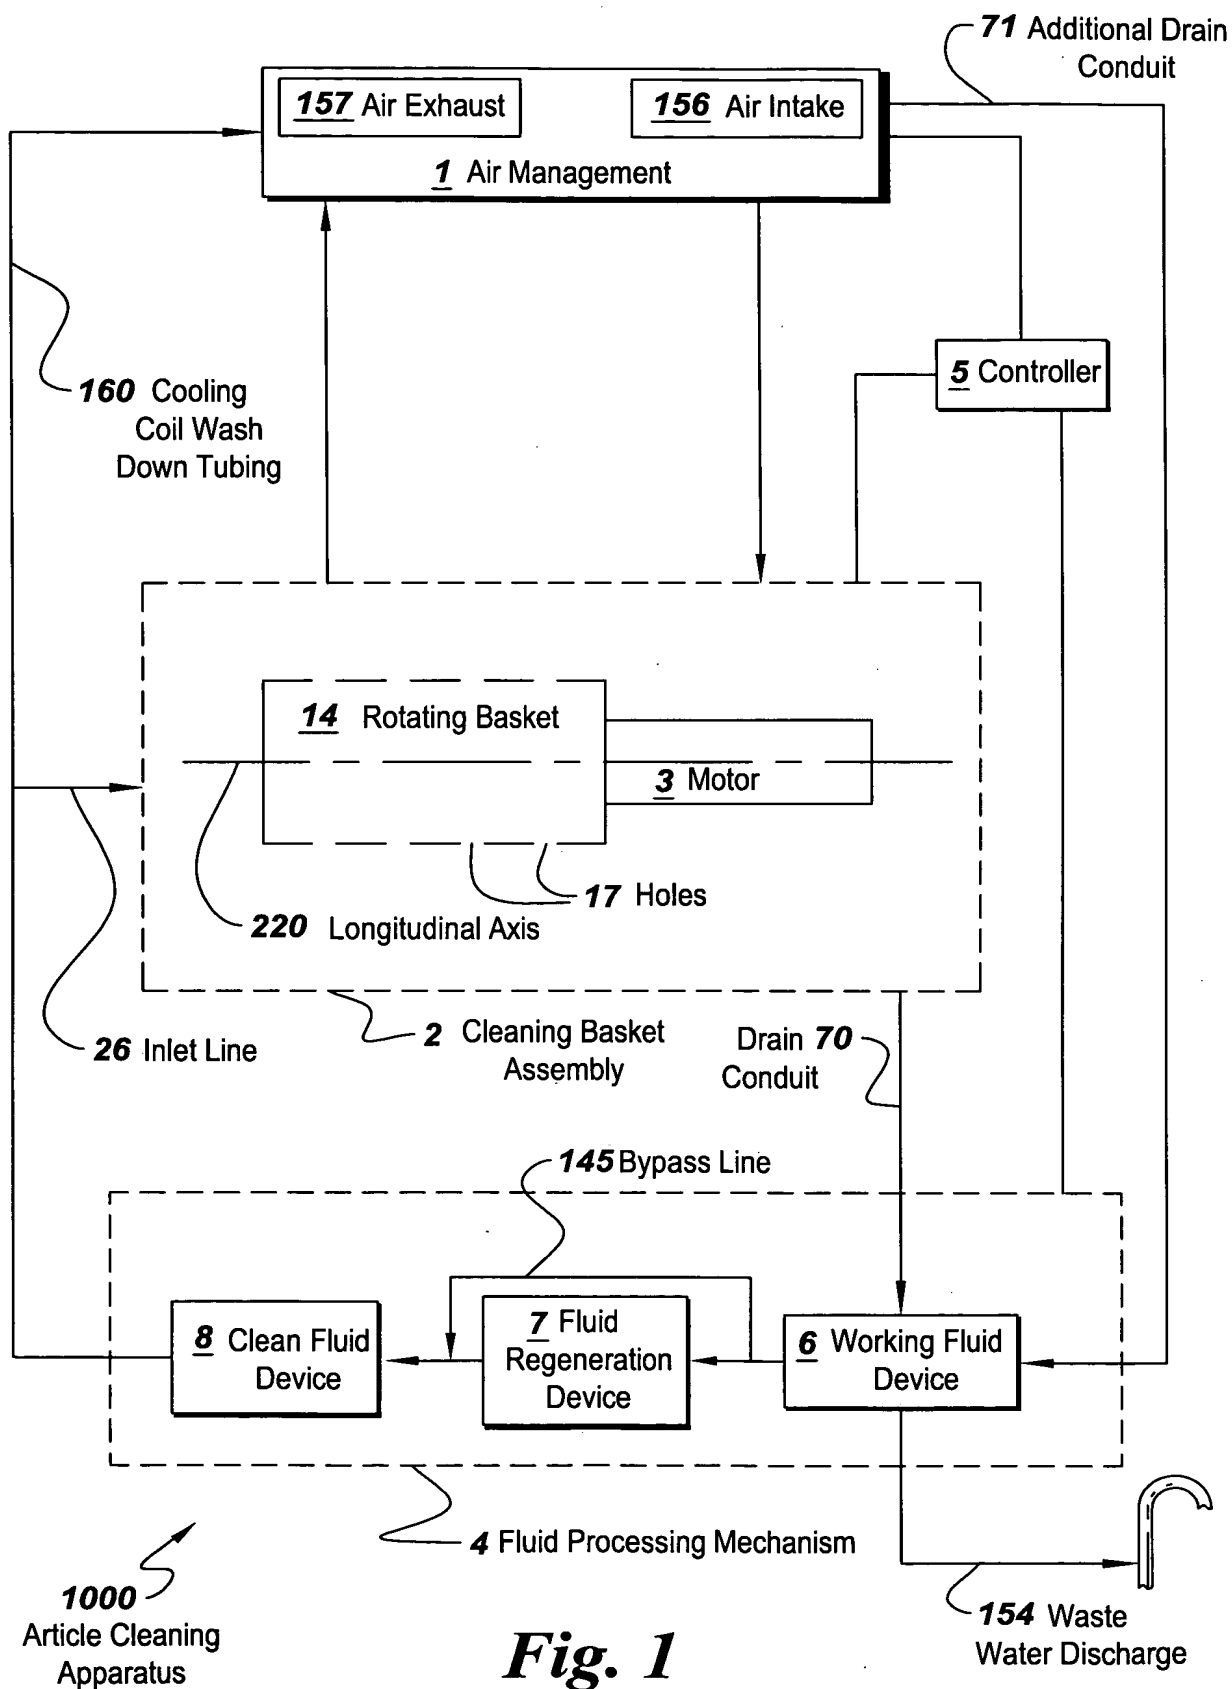 71 Additional Drain
Conduit
157 Air Exhaust
156 Air Intake
1 Air Management
5 Controller
160 Cooling
Coil Wash
Down Tubing
14 Rotating Basket
3 Motor
17 Holes
220 Longitudinal Axis
26 Inlet Line
2 Cleaning Basket
Assembly
Drain 70
Conduit
145 Bypass Line
8 Clean Fluid
Device
7 Fluid
Regeneration
Device
6 Working Fluid
Device
4 Fluid Processing Mechanism
1000
Article Cleaning
Apparatus
154 Waste
Water Discharge
Fig. 1